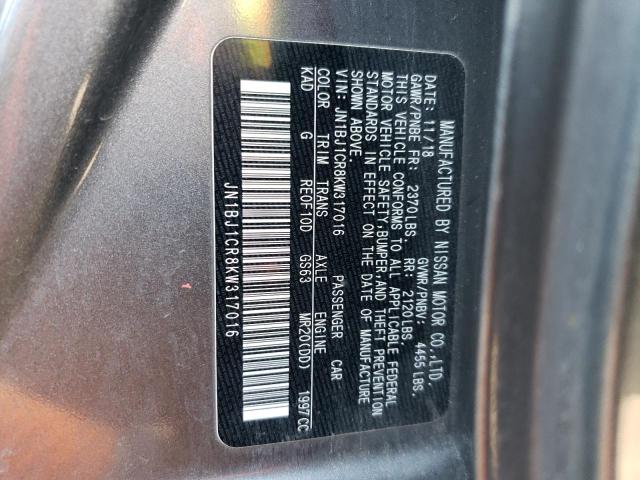 MANUFACTURED BY NISSAN MOTOR CO.,LTD.
DATE: 11/18 GVWR/PNBV: 4455 LBS.
GAWR/PNBE FR: 2370LBS. RR: 2120LBS
THIS VEHICLE CONFORMS TO ALL APPLICABLE FEDERAL
MOTOR VEHICLE SAFETY,BUMPER,AND THEFT PREVENTION
STANDARDS IN EFFECT ON THE DATE OF MANUFACTURE
SHOWN ABOVE.
VIN: JN1BJ1CR8KW317016 PASSENGER CAR
COLOR TRIM TRANS AXLE ENGINE
KAD G RE0F10D GS63 MR20(DD) 1997CC
JN1BJ1CR8KW317016